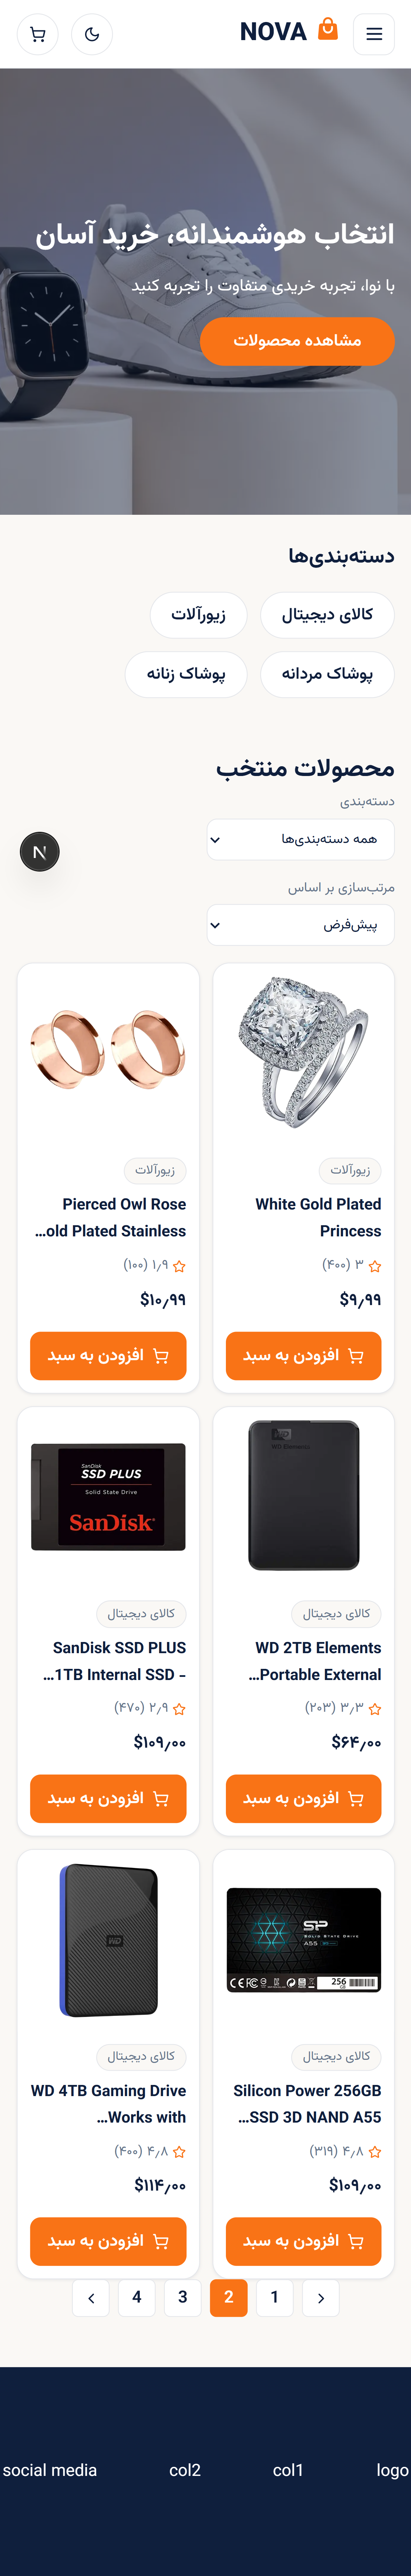 NOVA
انتخاب هوشمندانه، خرید آسان
با نوا، تجربه خریدی متفاوت را تجربه کنید
مشاهده محصولات
دسته‌بندی‌ها
کالای دیجیتال
زیورآلات
پوشاک مردانه
پوشاک زنانه
محصولات منتخب
دسته‌بندی
همه دسته‌بندی‌ها
N
مرتب‌سازی بر اساس
پیش‌فرض
زیورآلات
White Gold Plated
Princess
۳ (۴۰۰)
$۹٫۹۹
افزودن به سبد
زیورآلات
Pierced Owl Rose
...old Plated Stainless
۱٫۹ (۱۰۰)
$۱۰٫۹۹
افزودن به سبد
WD
WD Elements
کالای دیجیتال
WD 2TB Elements
...Portable External
۳٫۳ (۲۰۳)
$۶۴٫۰۰
افزودن به سبد
SanDisk
SSD PLUS
Solid State Drive
SanDisk
کالای دیجیتال
SanDisk SSD PLUS
...1TB Internal SSD -
۲٫۹ (۴۷۰)
$۱۰۹٫۰۰
افزودن به سبد
SP
SOLID STATE DRIVE
A55
256
GB
کالای دیجیتال
Silicon Power 256GB
...SSD 3D NAND A55
۴٫۸ (۳۱۹)
$۱۰۹٫۰۰
افزودن به سبد
WD
کالای دیجیتال
WD 4TB Gaming Drive
...Works with
۴٫۸ (۴۰۰)
$۱۱۴٫۰۰
افزودن به سبد
1 2 3 4
logo
col1
col2
social media